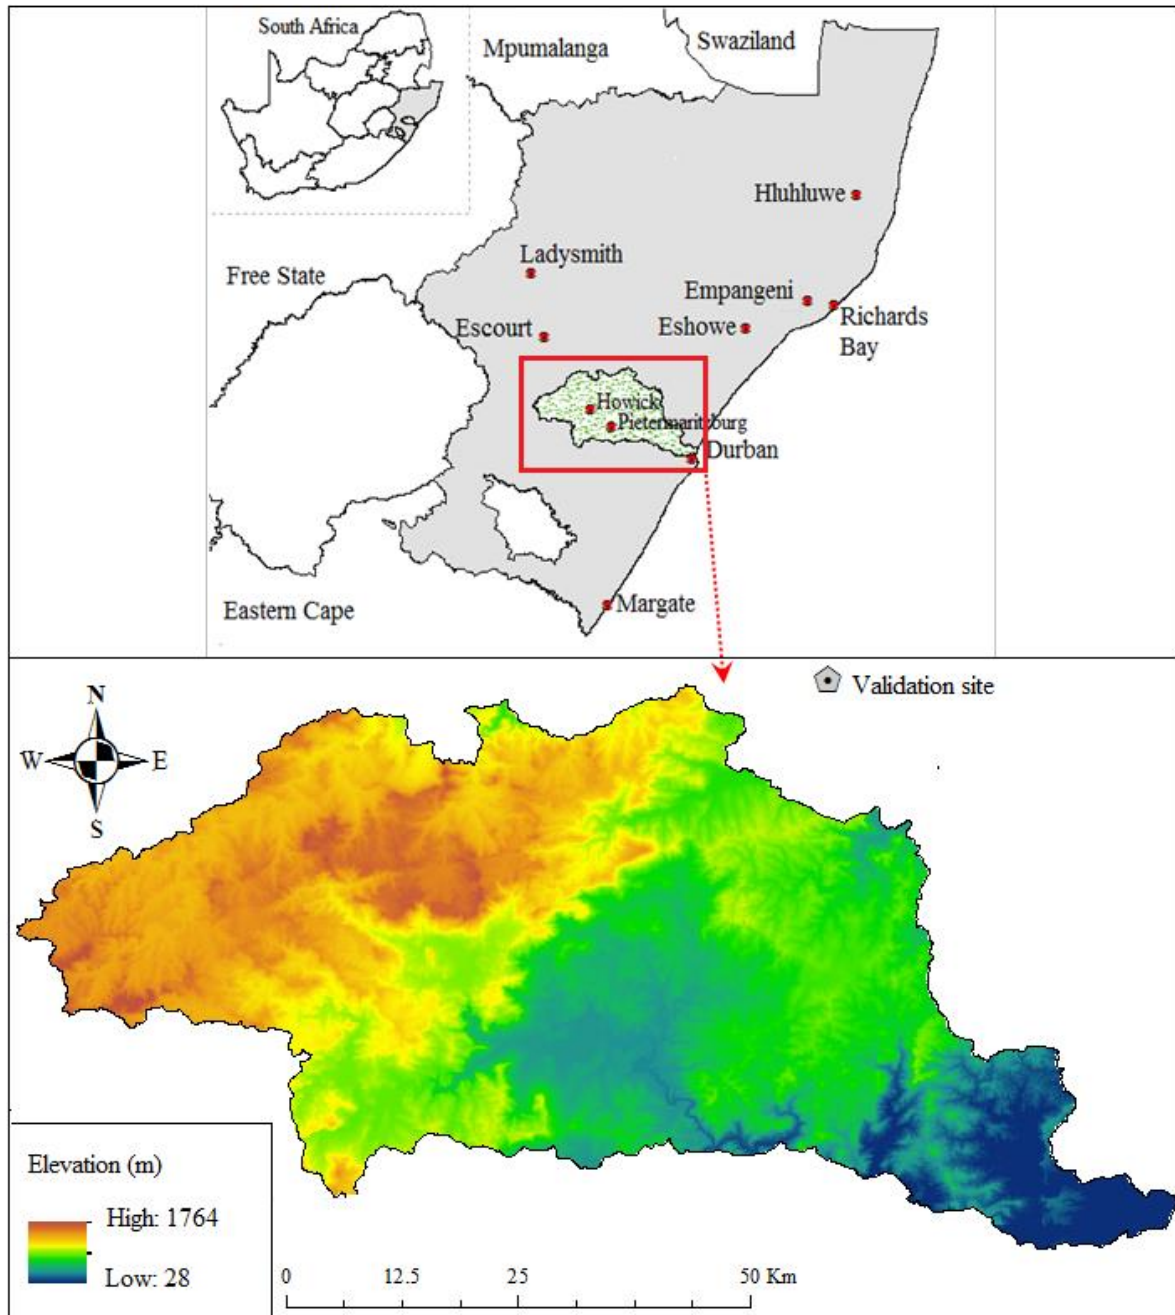 South Africa
Mpumalanga
Swaziland
Hluhluwe
Ladysmith
Free State
Empangeni
Escourt
Eshowe
Richards
Bay
Howick
Pietermaritzburg
Durban
Eastern Cape
Margate
Validation site
N
W
E
S
Elevation (m)
High: 1764
Low: 28
0 12.5 25 50 Km